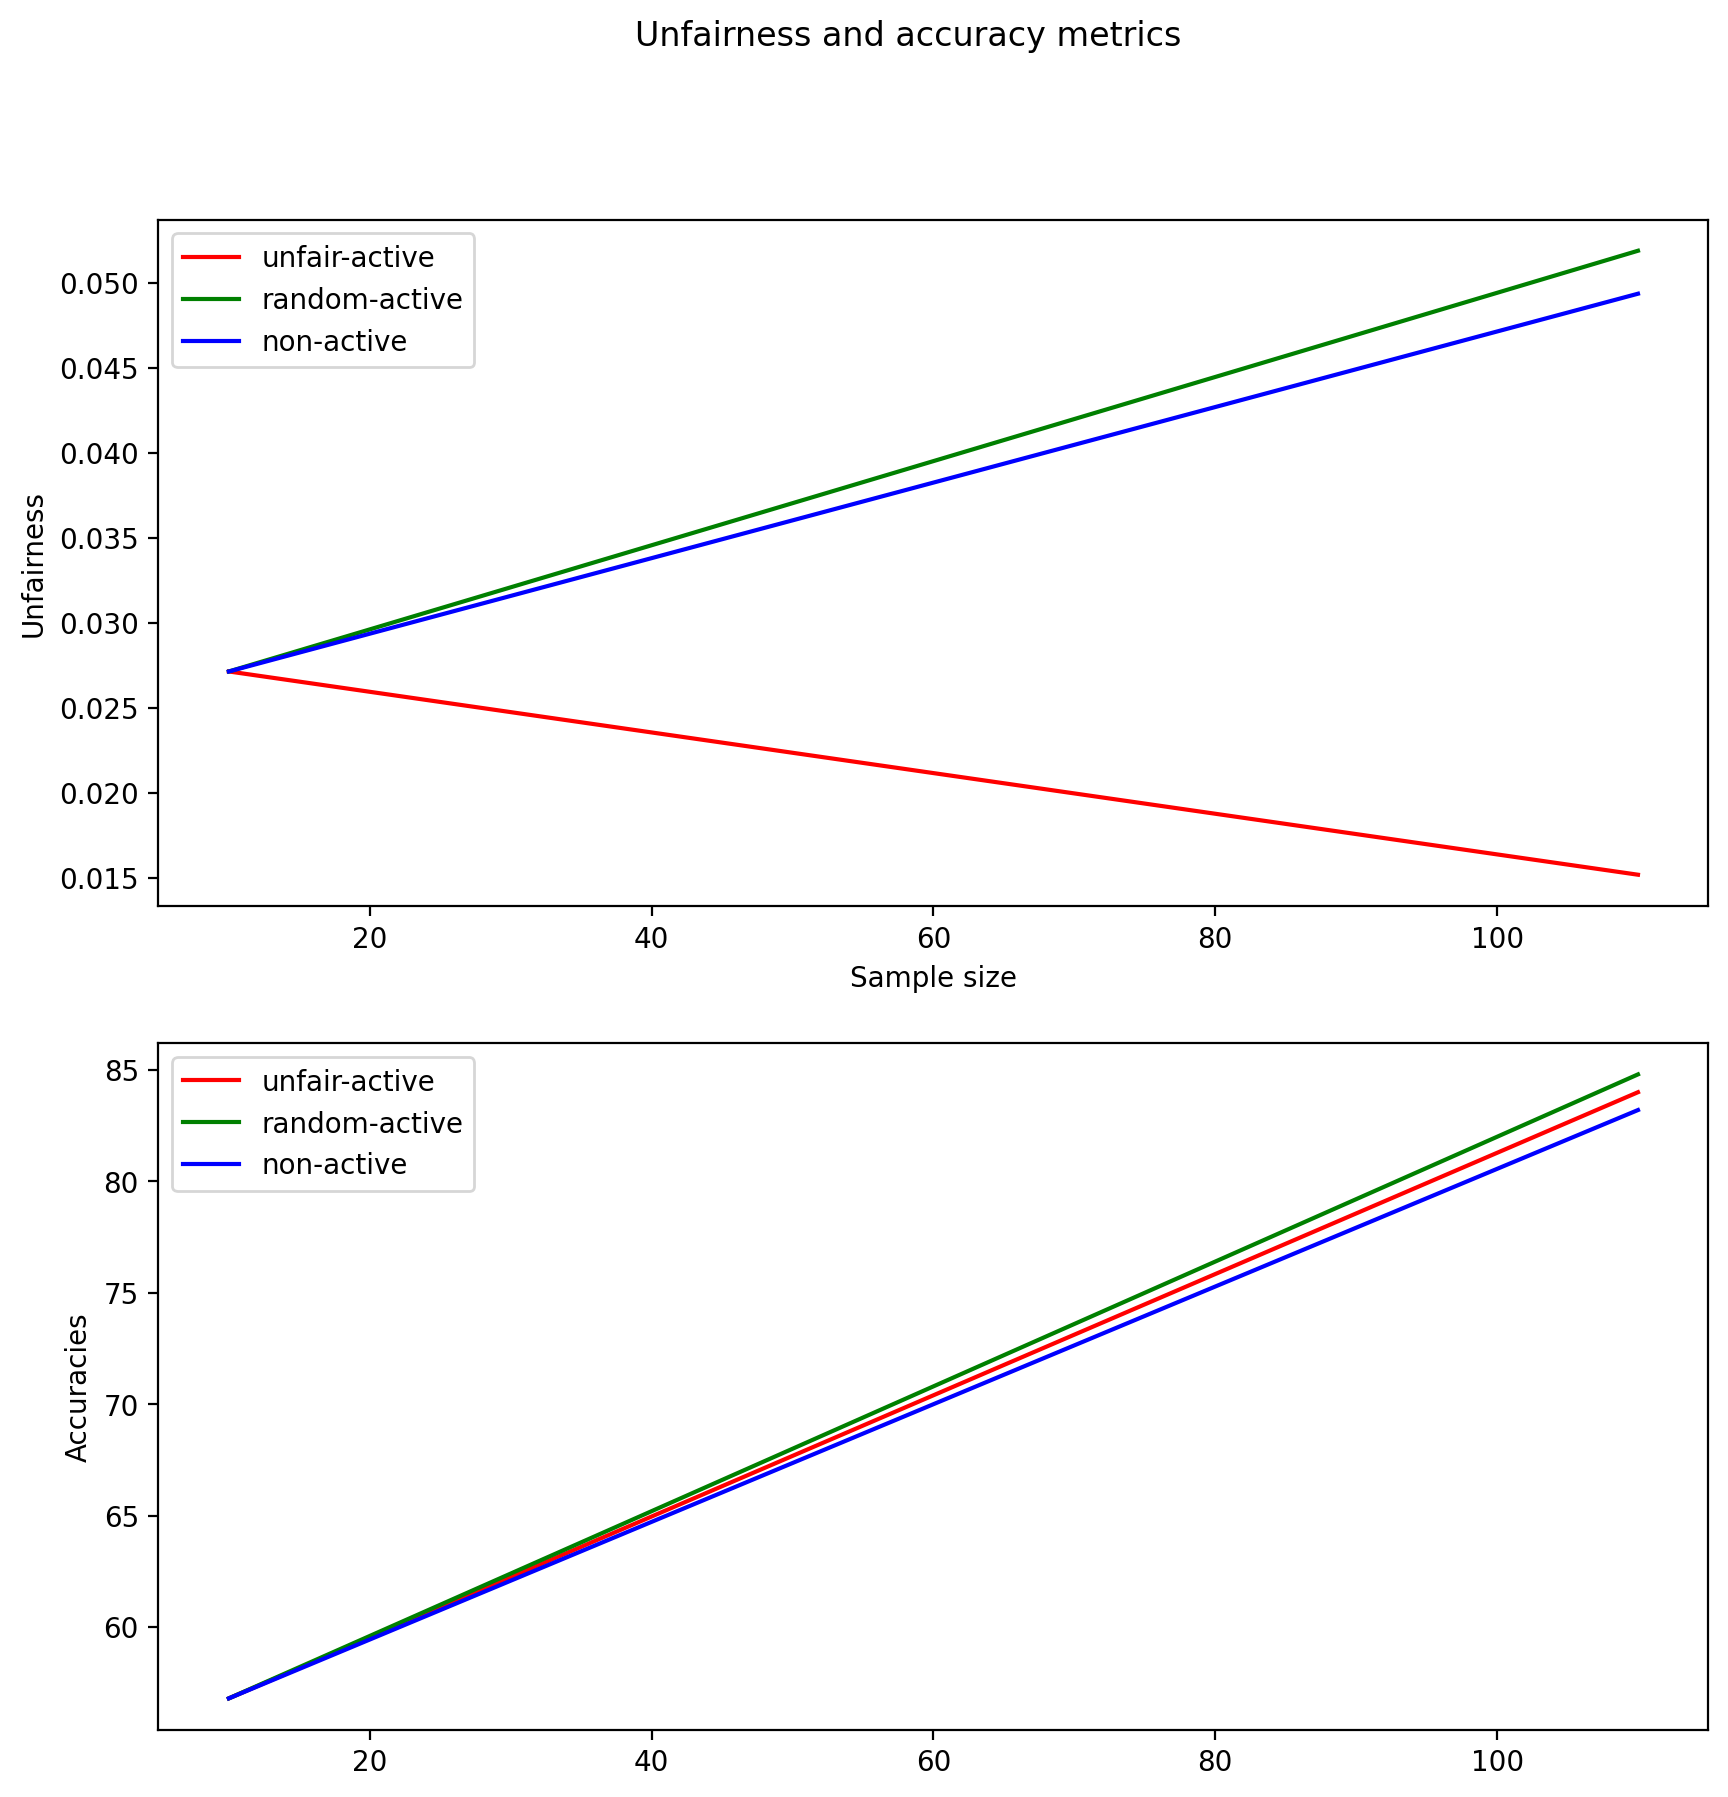 Unfairness and accuracy metrics
unfair-active
random-active
non-active
0.050
0.045
0.040
0.035
0.030
0.025
0.020
0.015
Unfairness
20 40 60 80 100
Sample size
unfair-active
random-active
non-active
85
80
75
70
65
60
Accuracies
20 40 60 80 100